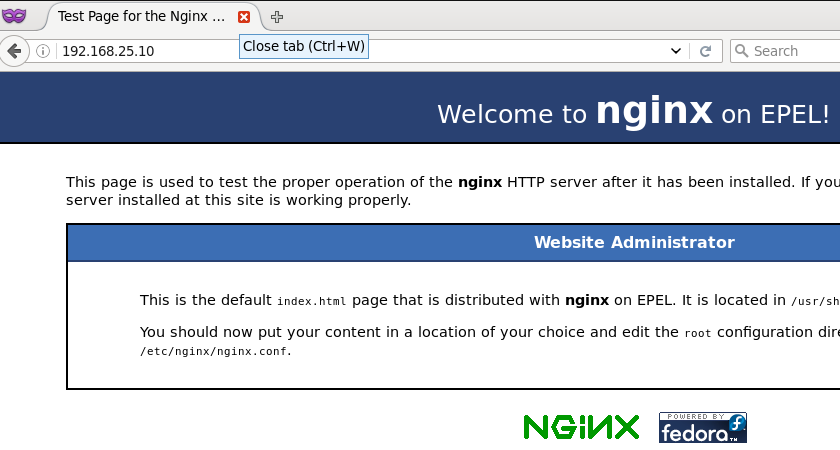 Test Page for the Nginx ...
192.168.25.10
Search
Close tab (Ctrl+W)
Welcome to nginx on EPEL!
This page is used to test the proper operation of the nginx HTTP server after it has been installed. If you
server installed at this site is working properly.
Website Administrator
This is the default index.html page that is distributed with nginx on EPEL. It is located in /usr/sh
You should now put your content in a location of your choice and edit the root configuration dire
/etc/nginx/nginx.conf.
NGINX
POWERED BY
fedora™